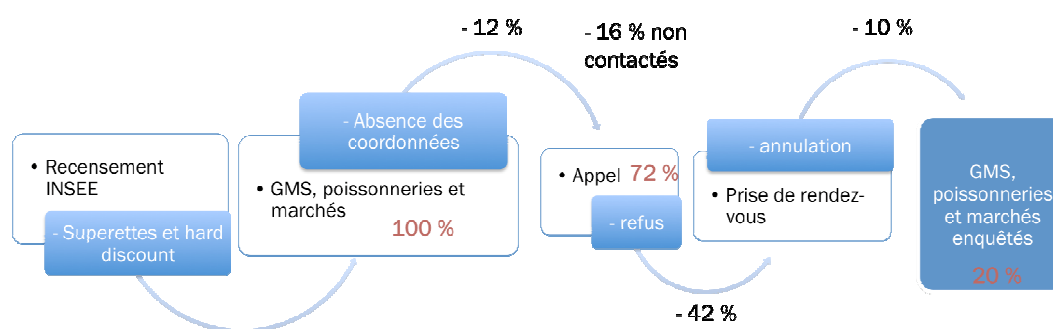 - 12 %
- 16 % non
contactés
- 10 %
- Absence des
coordonnées
• Recensement
INSEE
- Superettes et hard
discount
• GMS, poissonneries et
marchés
100 %
• Appel 72 %
- refus
- annulation
• Prise de rendez-
vous
GMS,
poissonneries
et marchés
enquêtés
20 %
- 42 %